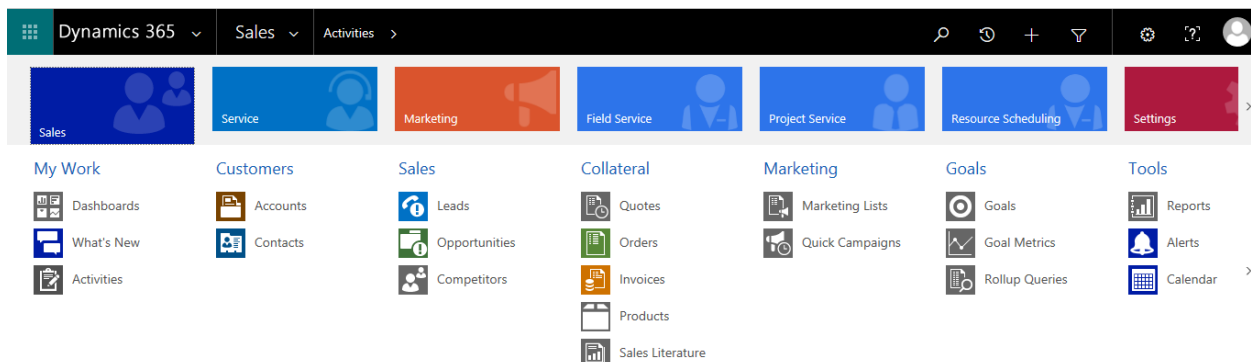 Dynamics 365 Sales Activities
Sales Service Marketing Field Service Project Service Resource Scheduling Settings
My Work Customers Sales Collateral Marketing Goals Tools
Dashboards Accounts Leads Quotes Marketing Lists Goals Reports
What's New Contacts Opportunities Orders Quick Campaigns Goal Metrics Alerts
Activities Competitors Invoices Rollup Queries Calendar
Products
Sales Literature